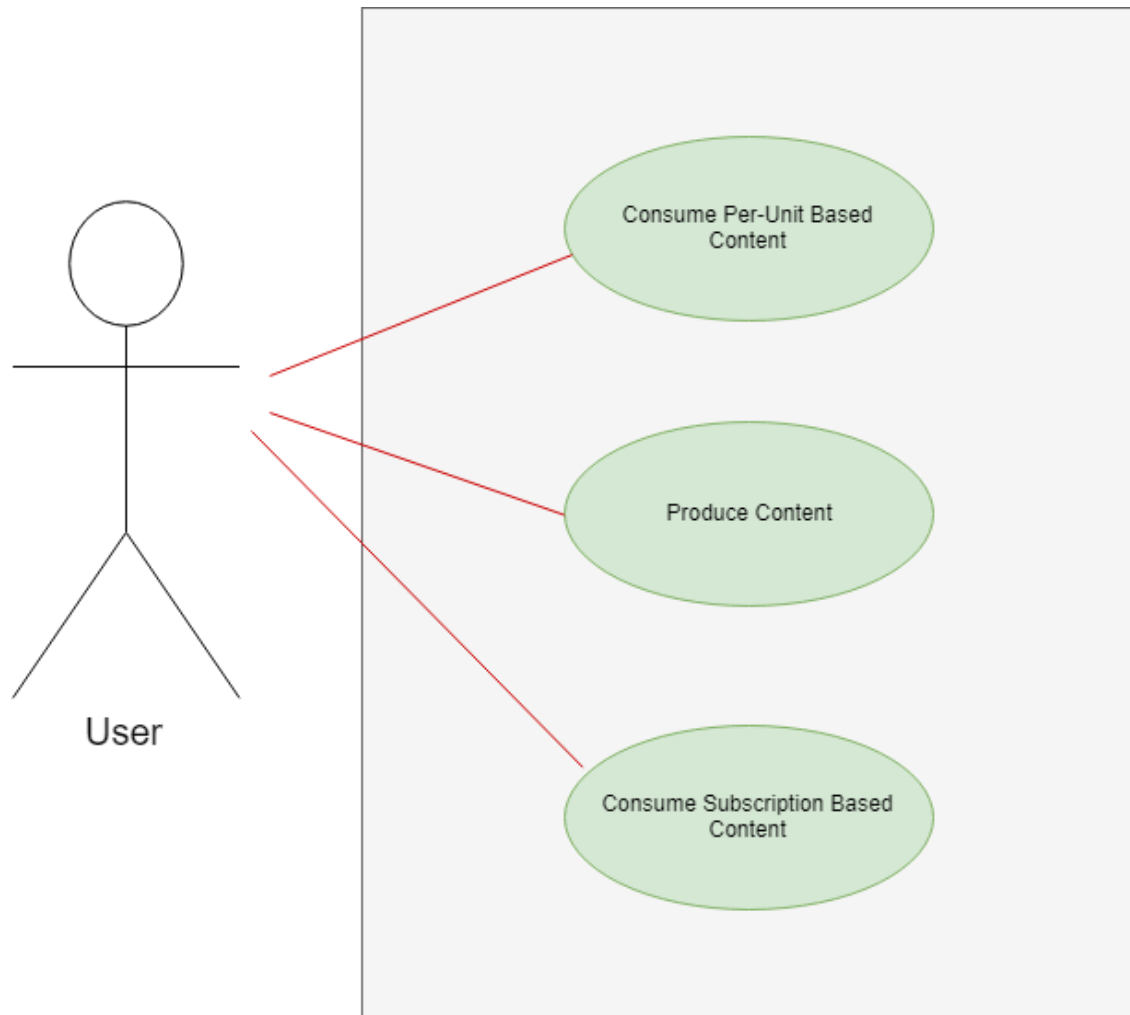 Consume Per-Unit Based
Content
Produce Content
User
Consume Subscription Based
Content